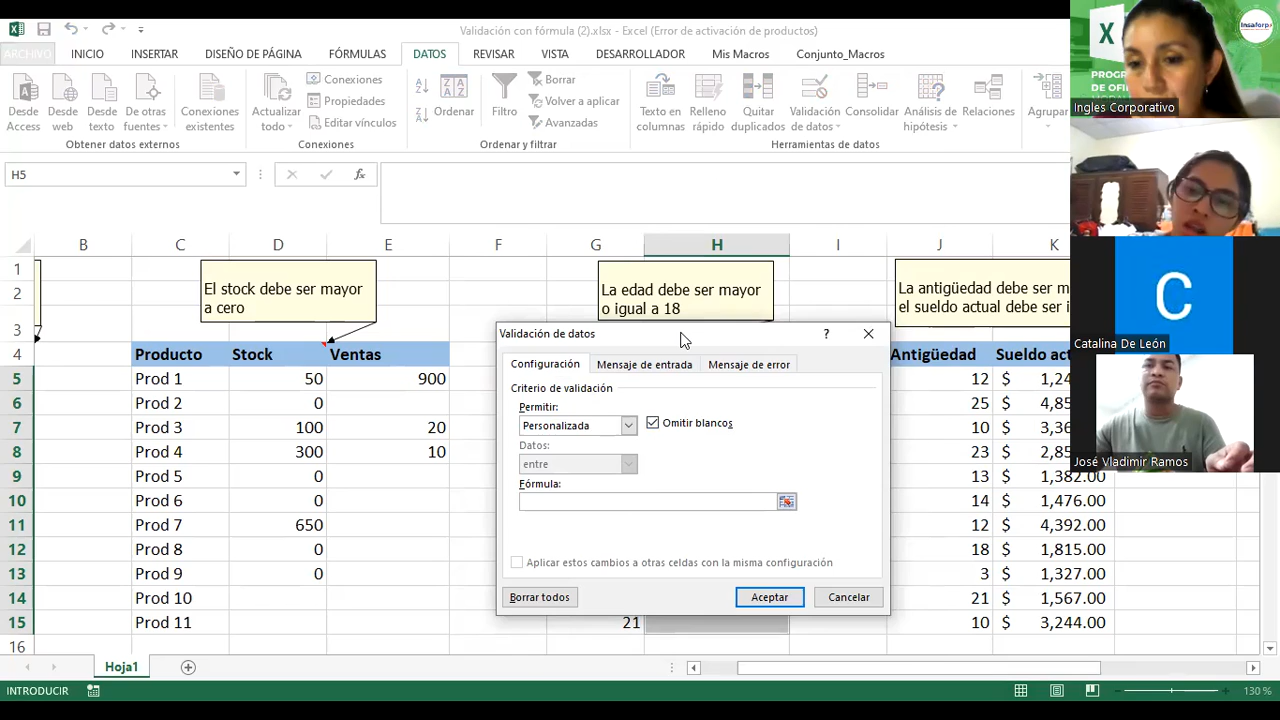 Validación con fórmula (2).xlsx - Excel (Error de activación de productos)
ARCHIVO INICIO INSERTAR DISEÑO DE PÁGINA FÓRMULAS DATOS REVISAR VISTA DESARROLLADOR Mis Macros Conjunto_Macros
Desde Access
Desde web
Desde texto
De otras fuentes
Conexiones existentes
Obtener datos externos
Actualizar todo
Conexiones
Propiedades
Editar vínculos
Conexiones
Ordenar
Filtro
Borrar
Volver a aplicar
Avanzadas
Ordenar y filtrar
Texto en columnas
Relleno rápido
Quitar duplicados
Validación de datos
Consolidar
Análisis de hipótesis
Relaciones
Herramientas de datos
Agrupar
H5
fx
B C D E F G H I J K
El stock debe ser mayor
a cero
La edad debe ser mayor
o igual a 18
La antigüedad debe ser m
el sueldo actual debe ser i
1
2
3
4 Producto Stock Ventas Antigüedad Sueldo act
5 Prod 1 50 900 12 $ 1,24
6 Prod 2 0 25 $ 4,85
7 Prod 3 100 20 10 $ 3,36
8 Prod 4 300 10 23 $ 2,85
9 Prod 5 0 13 $ 1,382.00
10 Prod 6 0 14 $ 1,476.00
11 Prod 7 650 12 $ 4,392.00
12 Prod 8 0 18 $ 1,815.00
13 Prod 9 0 3 $ 1,327.00
14 Prod 10 21 $ 1,567.00
15 Prod 11 21 10 $ 3,244.00
16
Validación de datos ?
Configuración Mensaje de entrada Mensaje de error
Criterio de validación
Permitir:
Personalizada Omitir blancos
Datos:
entre
Fórmula:
Aplicar estos cambios a otras celdas con la misma configuración
Borrar todos Aceptar Cancelar
Hoja1
INTRODUCIR
130 %
X
Insaforp
PROG
DE OFI
Ingles Corporativo
C
Catalina De León
José Vladimir Ramos